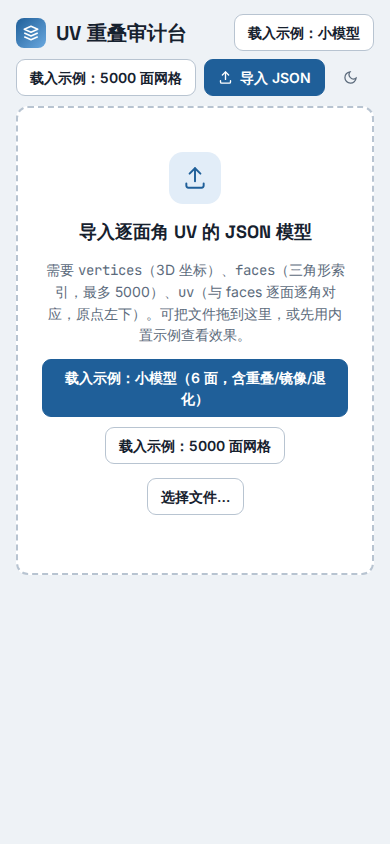 UV 重叠审计台
载入示例：小模型
载入示例：5000 面网格
导入 JSON
导入逐面角 UV 的 JSON 模型
需要 vertices（3D 坐标）、faces（三角形索
引，最多 5000）、uv（与 faces 逐面逐角对
应，原点左下）。可把文件拖到这里，或先用内
置示例查看效果。
载入示例：小模型（6 面，含重叠/镜像/退
化）
载入示例：5000 面网格
选择文件…